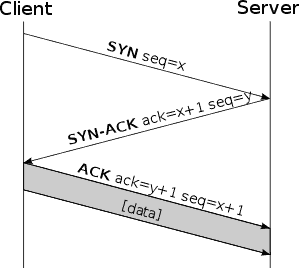 Client
Server
SYN seq=x
SYN-ACK ack=x+1 seq=y
ACK ack=y+1 seq=x+1
[data]